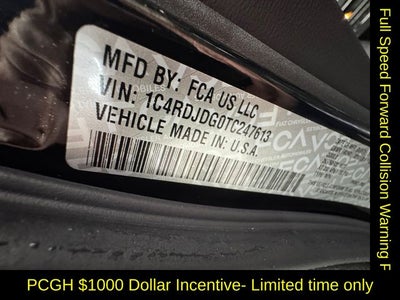 MFD BY: FCA US LLC
VIN: 1C4RDJDG0TC247613
VEHICLE MADE IN: U.S.A.
Full Speed Forward Collision Warning F
PCGH $1000 Dollar Incentive- Limited time only